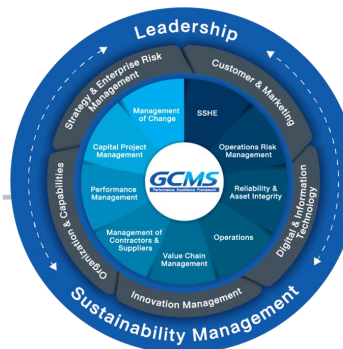 Leadership
Strategy & Enterprise Risk
Management
Customer & Marketing
Digital & Information
Technology
Innovation Management
Organization & Capabilities
Sustainability Management
Management
of Change
SSHE
Capital Project
Management
Operations Risk
Management
Performance
Management
Reliability &
Asset Integrity
Management of
Contractors &
Suppliers
Operations
Value Chain
Management
GCMS
Performance Excellence Framework